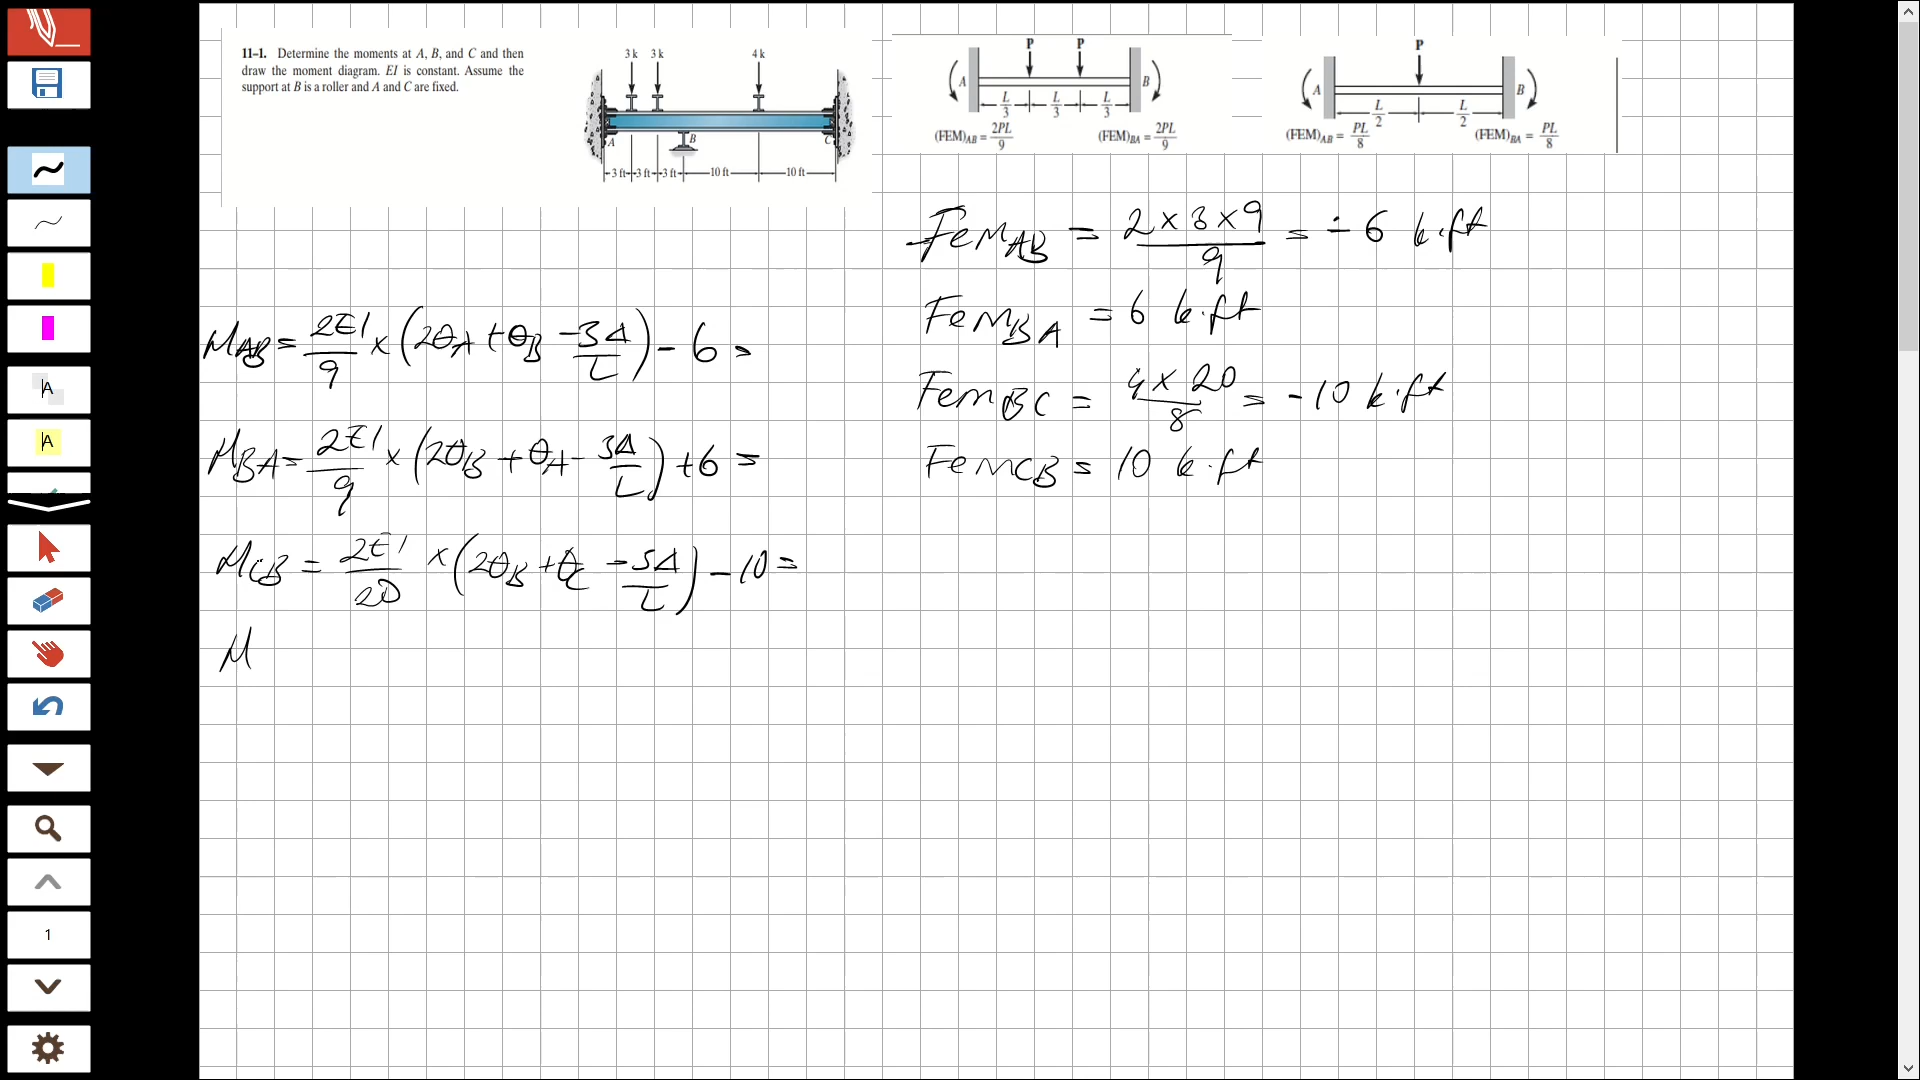 11–1. Determine the moments at A, B, and C and then
draw the moment diagram. EI is constant. Assume the
support at B is a roller and A and C are fixed.
3 k 3 k 4 k
A B C
3 ft 3 ft 3 ft 10 ft 10 ft
P P
A B
L/3 L/3 L/3
(FEM)AB = 2PL/9 (FEM)BA = 2PL/9
P
A B
L/2 L/2
(FEM)AB = PL/8 (FEM)BA = PL/8
FemAB = 2×3×9/9 = - 6 k.ft
FemBA = 6 k.ft
FemBC = 4×20/8 = -10 k.ft
FemCB = 10 k.ft
MAB = 2EI/9 × (2θA + θB - 3Δ/L) - 6 =
MBA = 2EI/9 × (2θB + θA - 3Δ/L) + 6 =
MCB = 2EI/20 × (2θB + θC - 3Δ/L) - 10 =
M
A
A
1